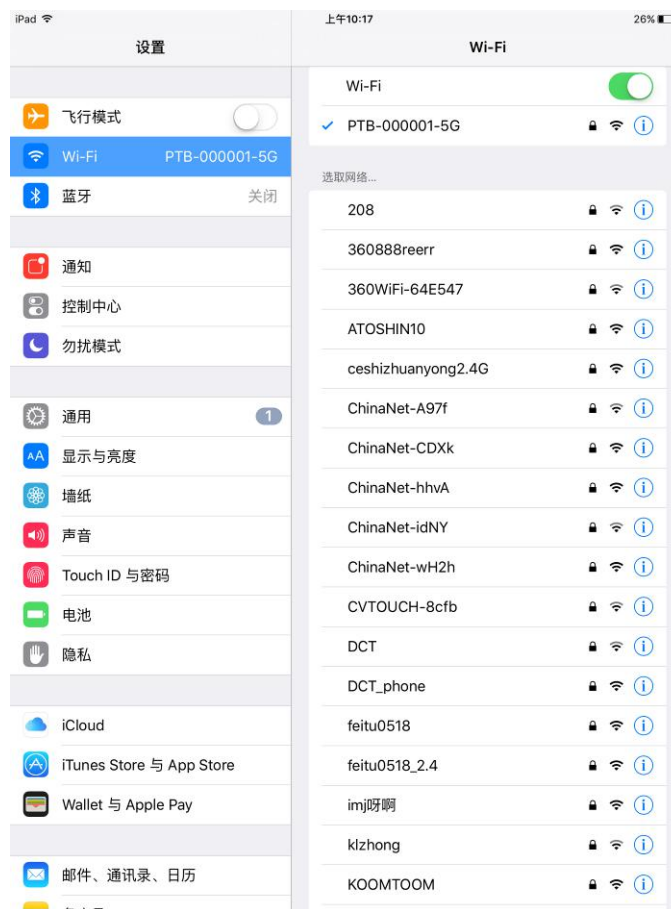 iPad
上午10:17
26%
设置
飞行模式
Wi-Fi PTB-000001-5G
蓝牙 关闭
通知
控制中心
勿扰模式
通用 1
AA 显示与亮度
墙纸
声音
Touch ID 与密码
电池
隐私
iCloud
iTunes Store 与 App Store
Wallet 与 Apple Pay
邮件、通讯录、日历
Wi-Fi
Wi-Fi
PTB-000001-5G
选取网络...
208
360888reerr
360WiFi-64E547
ATOSHIN10
ceshizhuanyong2.4G
ChinaNet-A97f
ChinaNet-CDXk
ChinaNet-hhvA
ChinaNet-idNY
ChinaNet-wH2h
CVTOUCH-8cfb
DCT
DCT_phone
feitu0518
feitu0518_2.4
imj呀啊
klzhong
KOOMTOOM